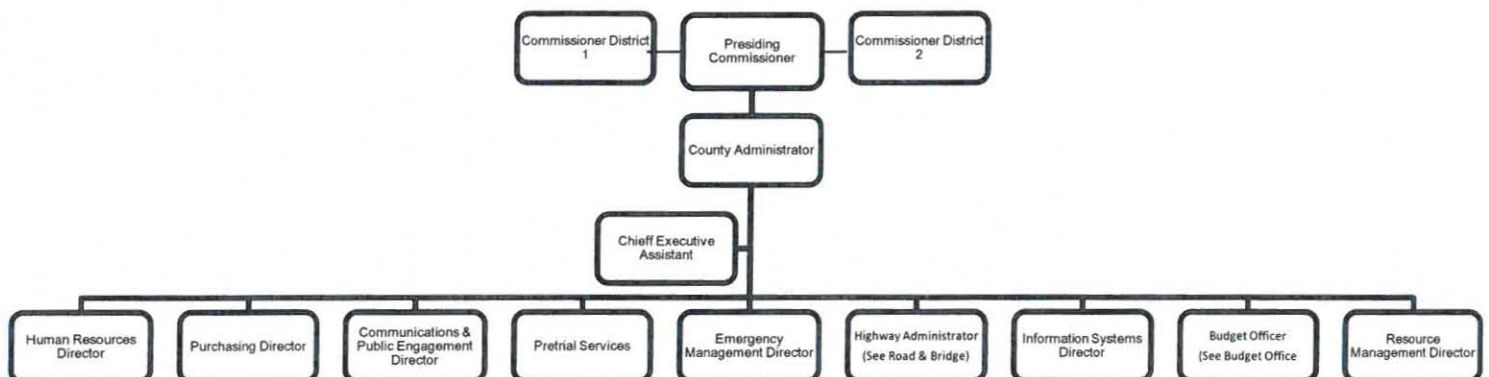 Commissioner District
1
Presiding
Commissioner
Commissioner District
2
County Administrator
Chieff Executive
Assistant
Human Resources
Director
Purchasing Director
Communications &
Public Engagement
Director
Pretrial Services
Emergency
Management Director
Highway Administrator
(See Road & Bridge)
Information Systems
Director
Budget Officer
(See Budget Office
Resource
Management Director